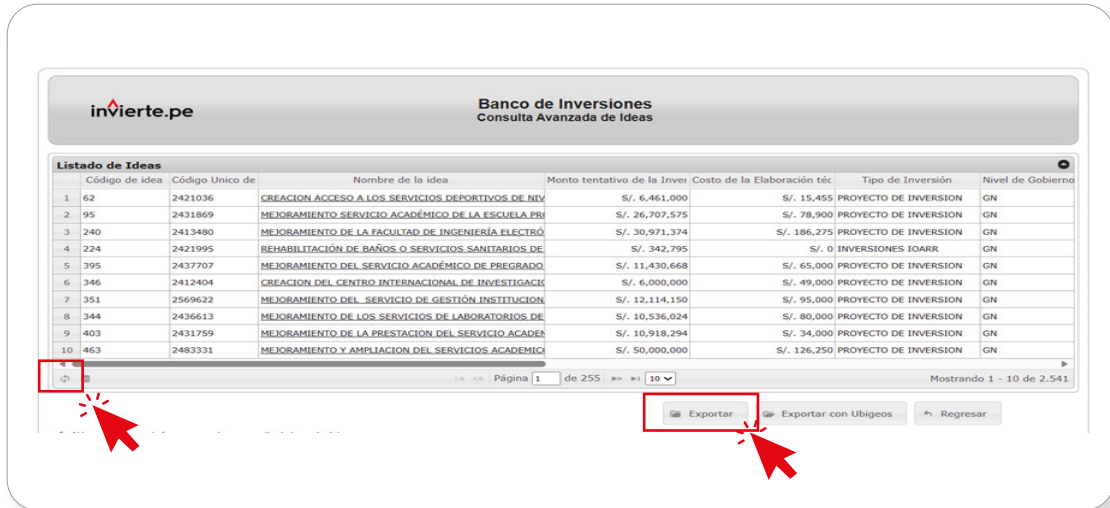 invierte.pe
Banco de Inversiones
Consulta Avanzada de Ideas
Listado de Ideas
Código de idea Código Unico de Nombre de la idea Monto tentativo de la Inver Costo de la Elaboración téc Tipo de Inversión Nivel de Gobierno
1 62 2421036 CREACION ACCESO A LOS SERVICIOS DEPORTIVOS DE NIV S/. 6,461,000 S/. 15,455 PROYECTO DE INVERSION GN
2 95 2431869 MEJORAMIENTO SERVICIO ACADÉMICO DE LA ESCUELA PRO S/. 26,707,575 S/. 78,900 PROYECTO DE INVERSION GN
3 240 2413480 MEJORAMIENTO DE LA FACULTAD DE INGENIERÍA ELECTRÓ S/. 30,971,374 S/. 186,275 PROYECTO DE INVERSION GN
4 224 2421995 REHABILITACIÓN DE BAÑOS O SERVICIOS SANITARIOS DE S/. 342,795 S/. 0 INVERSIONES IOARR GN
5 395 2437707 MEJORAMIENTO DEL SERVICIO ACADÉMICO DE PREGRADO S/. 11,430,668 S/. 65,000 PROYECTO DE INVERSION GN
6 346 2412404 CREACION DEL CENTRO INTERNACIONAL DE INVESTIGACIO S/. 6,000,000 S/. 49,000 PROYECTO DE INVERSION GN
7 351 2569622 MEJORAMIENTO DEL SERVICIO DE GESTIÓN INSTITUCION S/. 12,114,150 S/. 95,000 PROYECTO DE INVERSION GN
8 344 2436613 MEJORAMIENTO DE LOS SERVICIOS DE LABORATORIOS DE S/. 10,536,024 S/. 80,000 PROYECTO DE INVERSION GN
9 403 2431759 MEJORAMIENTO DE LA PRESTACION DEL SERVICIO ACADEM S/. 10,918,294 S/. 34,000 PROYECTO DE INVERSION GN
10 463 2483331 MEJORAMIENTO Y AMPLIACION DEL SERVICIOS ACADEMICO S/. 50,000,000 S/. 126,250 PROYECTO DE INVERSION GN
Página 1 de 255 10 Mostrando 1 - 10 de 2.541
Exportar Exportar con Ubigeos Regresar